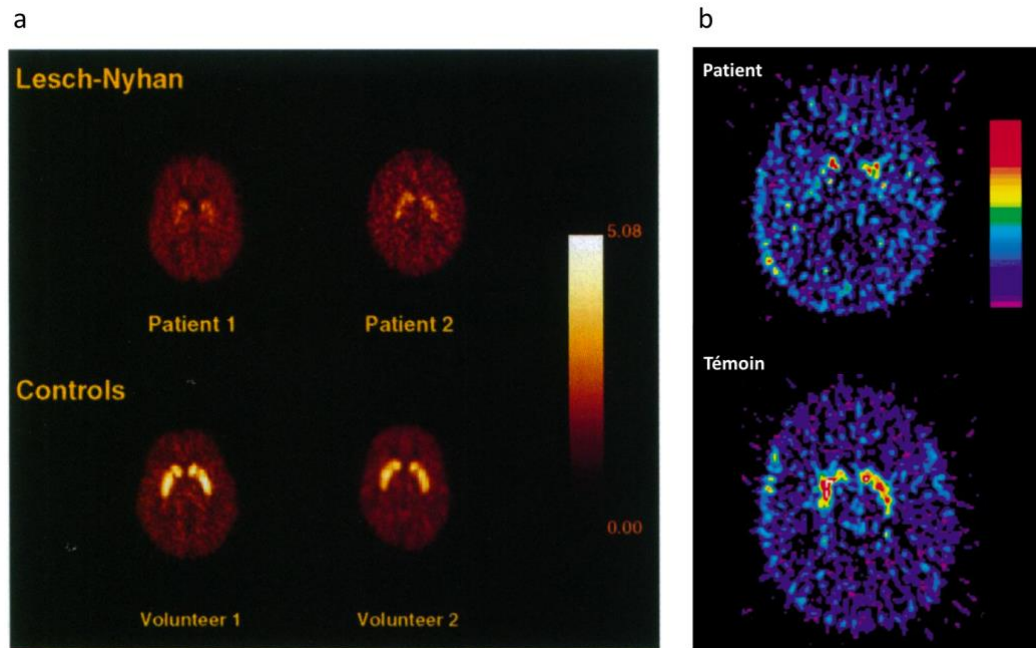 a
Lesch-Nyhan
Patient 1
Patient 2
5.08
Controls
0.00
Volunteer 1
Volunteer 2
b
Patient
Témoin